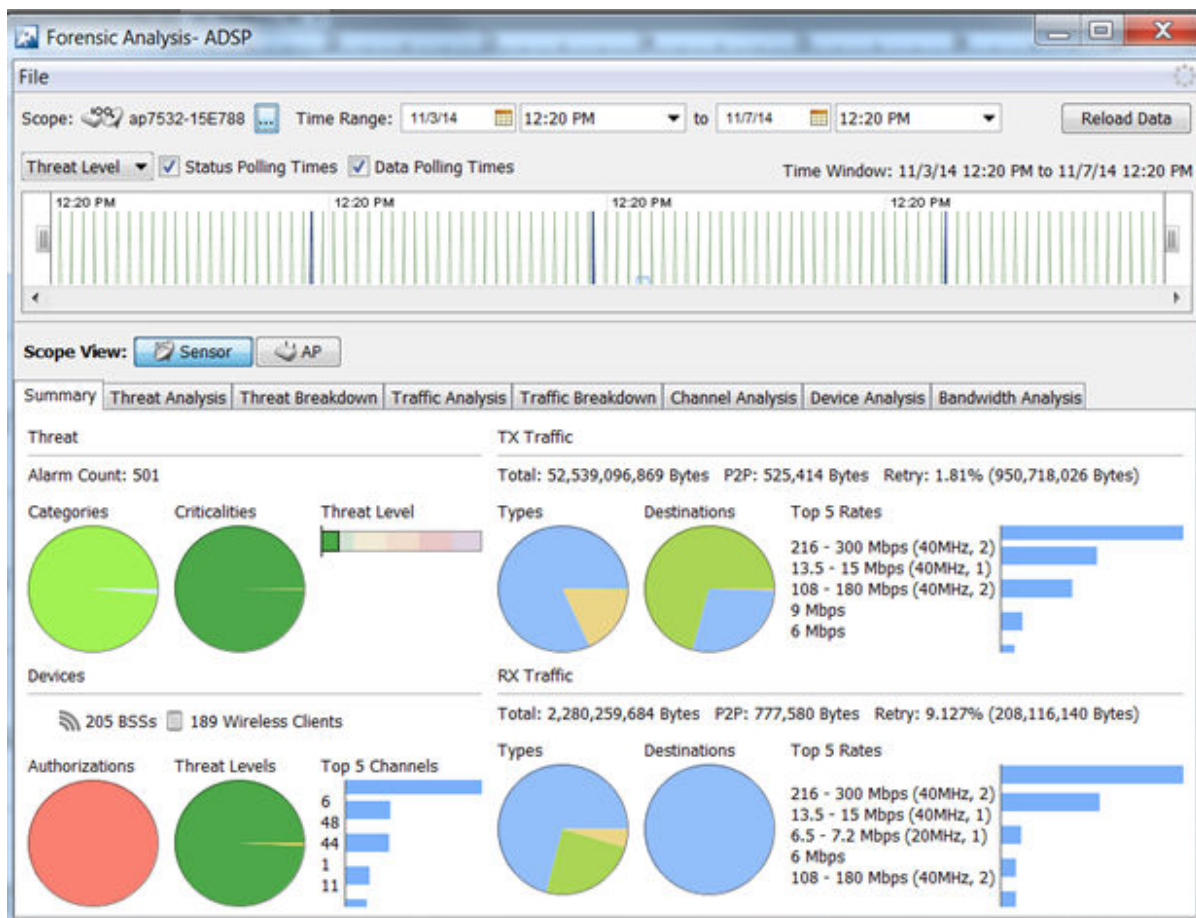 Forensic Analysis- ADSP
File
Scope: ap7532-15E788 ... Time Range: 11/3/14 12:20 PM to 11/7/14 12:20 PM Reload Data
Threat Level Status Polling Times Data Polling Times Time Window: 11/3/14 12:20 PM to 11/7/14 12:20 PM
12:20 PM 12:20 PM 12:20 PM 12:20 PM
Scope View: Sensor AP
Summary Threat Analysis Threat Breakdown Traffic Analysis Traffic Breakdown Channel Analysis Device Analysis Bandwidth Analysis
Threat
Alarm Count: 501
Categories Criticalities Threat Level
TX Traffic
Total: 52,539,096,869 Bytes P2P: 525,414 Bytes Retry: 1.81% (950,718,026 Bytes)
Types Destinations Top 5 Rates
216 - 300 Mbps (40MHz, 2)
13.5 - 15 Mbps (40MHz, 1)
108 - 180 Mbps (40MHz, 2)
9 Mbps
6 Mbps
Devices
205 BSSs 189 Wireless Clients
Authorizations Threat Levels Top 5 Channels
6
48
44
1
11
RX Traffic
Total: 2,280,259,684 Bytes P2P: 777,580 Bytes Retry: 9.127% (208,116,140 Bytes)
Types Destinations Top 5 Rates
216 - 300 Mbps (40MHz, 2)
13.5 - 15 Mbps (40MHz, 1)
6.5 - 7.2 Mbps (20MHz, 1)
6 Mbps
108 - 180 Mbps (40MHz, 2)